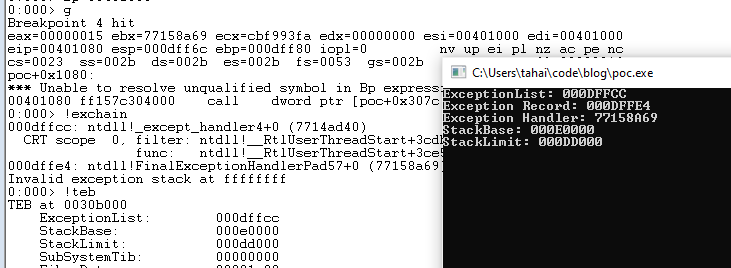 0:000> g
Breakpoint 4 hit
eax=00000015 ebx=77158a69 ecx=cbf993fa edx=00000000 esi=00401000 edi=00401000
eip=00401080 esp=000dff6c ebp=000dff80 iopl=0 nv up ei pl nz ac pe nc
cs=0023 ss=002b ds=002b es=002b fs=0053 gs=002b
poc+0x1080:
*** Unable to resolve unqualified symbol in Bp express
00401080 ff157c304000 call dword ptr [poc+0x307c
0:000> !exchain
000dffcc: ntdll!_except_handler4+0 (7714ad40)
CRT scope 0, filter: ntdll!__RtlUserThreadStart+3cd
func: ntdll!__RtlUserThreadStart+3ce
000dffe4: ntdll!FinalExceptionHandlerPad57+0 (77158a69)
Invalid exception stack at ffffffff
0:000> !teb
TEB at 0030b000
ExceptionList: 000dffcc
StackBase: 000e0000
StackLimit: 000dd000
SubSystemTib: 00000000
C:\Users\tahai\code\blog\poc.exe
ExceptionList: 000DFFCC
Exception Record: 000DFFE4
Exception Handler: 77158A69
StackBase: 000E0000
StackLimit: 000DD000